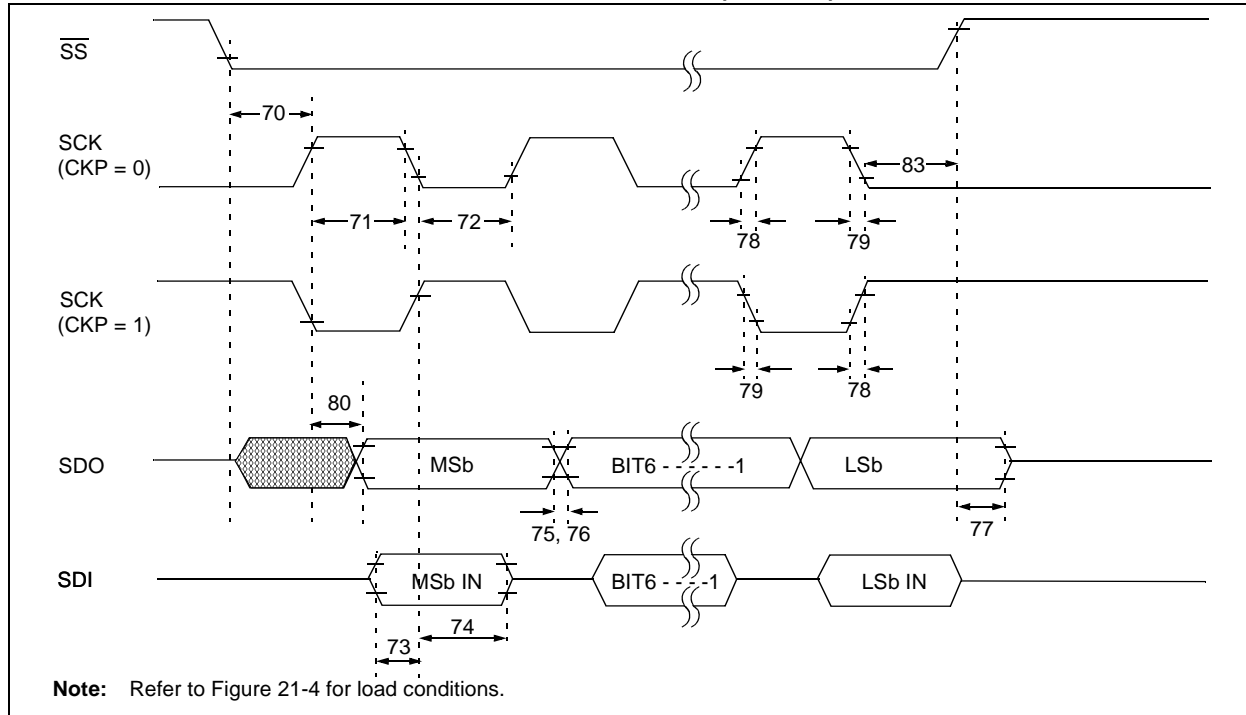 SS
70
SCK
(CKP = 0)
83
71
72
78
79
SCK
(CKP = 1)
79
78
80
SDO
MSb
BIT6 - - - - - -1
LSb
75, 76
77
SDI
MSb IN
BIT6 - - - - -1
LSb IN
74
73
Note: Refer to Figure 21-4 for load conditions.